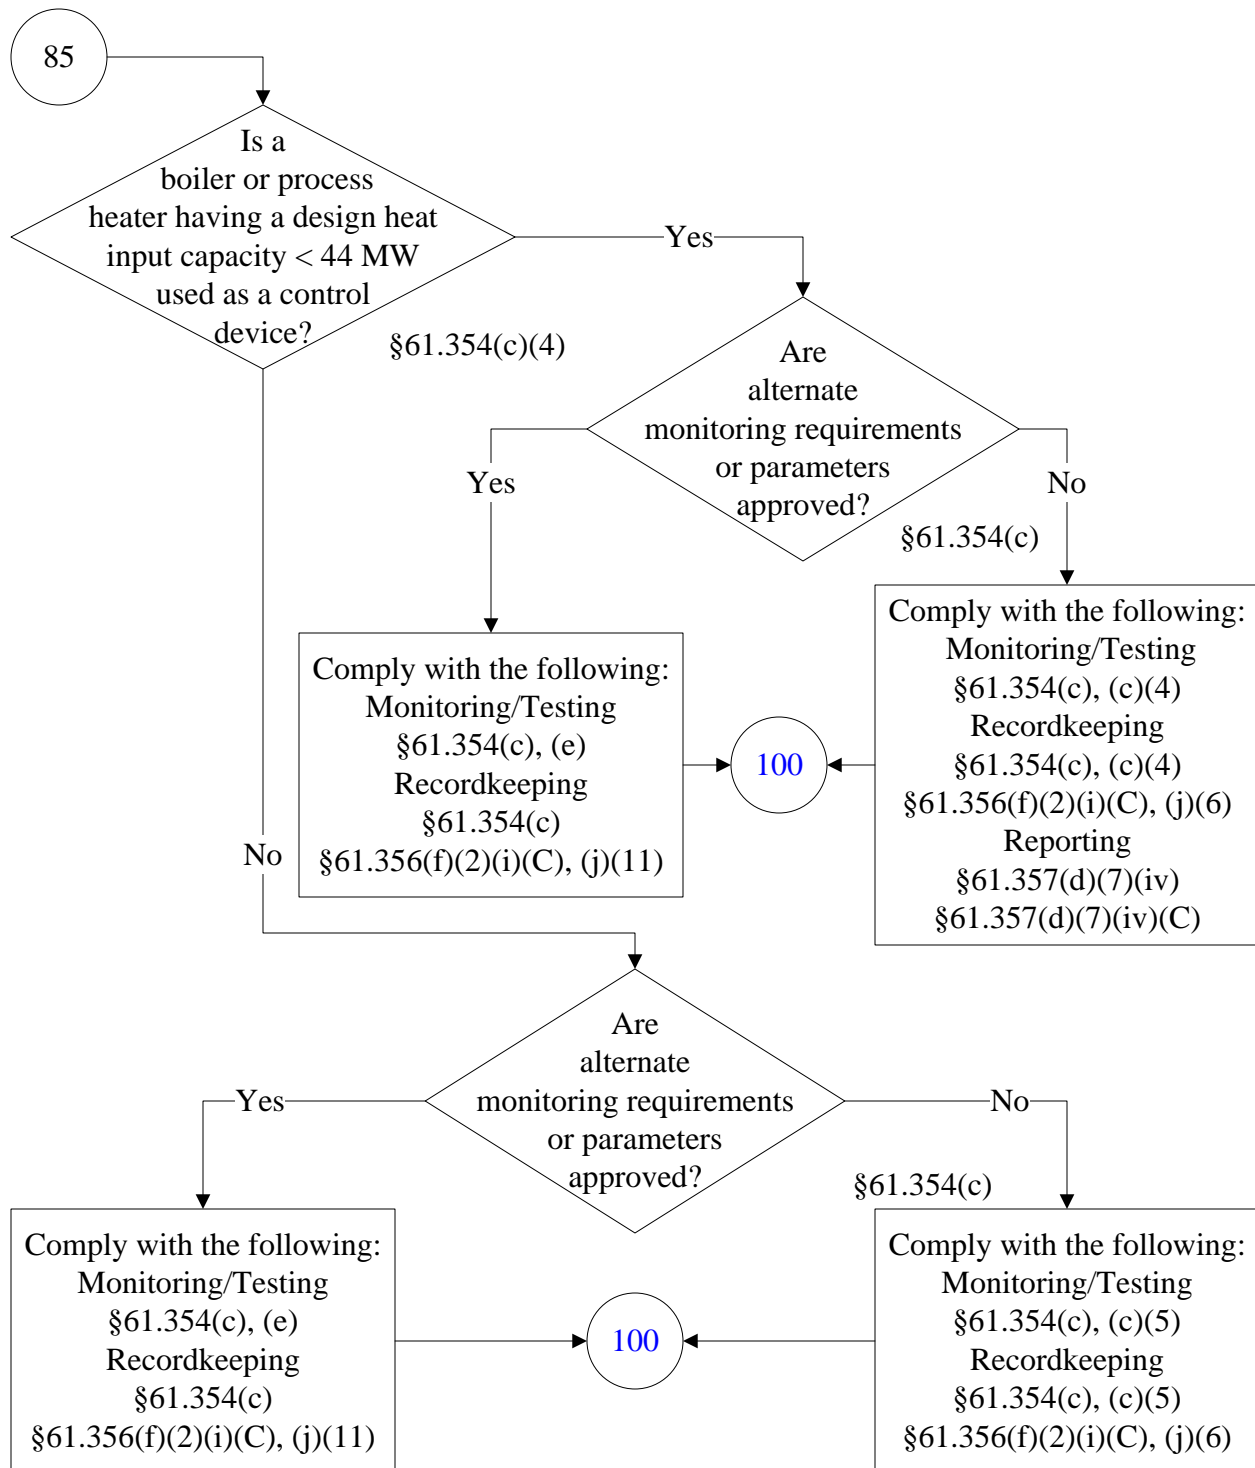 85
Is a
boiler or process
heater having a design heat
input capacity < 44 MW
used as a control
device?
Yes
§61.354(c)(4)
Are
alternate
monitoring requirements
or parameters
approved?
Yes
No
§61.354(c)
Comply with the following:
Monitoring/Testing
§61.354(c), (e)
Recordkeeping
§61.354(c)
§61.356(f)(2)(i)(C), (j)(11)
100
Comply with the following:
Monitoring/Testing
§61.354(c), (c)(4)
Recordkeeping
§61.354(c), (c)(4)
§61.356(f)(2)(i)(C), (j)(6)
Reporting
§61.357(d)(7)(iv)
§61.357(d)(7)(iv)(C)
No
Are
alternate
monitoring requirements
or parameters
approved?
Yes
No
§61.354(c)
Comply with the following:
Monitoring/Testing
§61.354(c), (e)
Recordkeeping
§61.354(c)
§61.356(f)(2)(i)(C), (j)(11)
100
Comply with the following:
Monitoring/Testing
§61.354(c), (c)(5)
Recordkeeping
§61.354(c), (c)(5)
§61.356(f)(2)(i)(C), (j)(6)